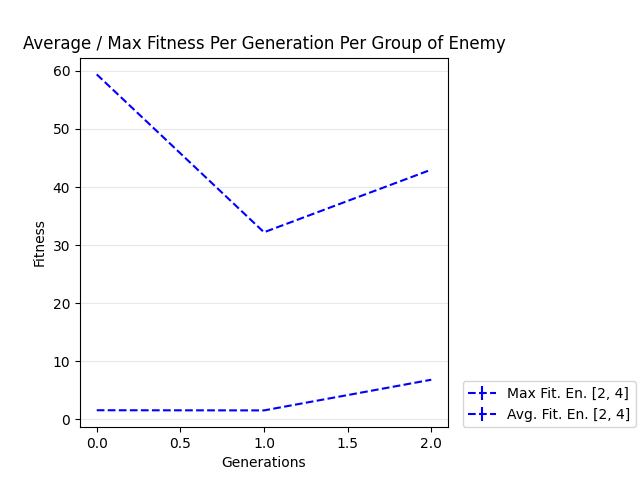 Average / Max Fitness Per Generation Per Group of Enemy
60
50
40
30
20
10
0
Fitness
0.0 0.5 1.0 1.5 2.0
Generations
Max Fit. En. [2, 4]
Avg. Fit. En. [2, 4]